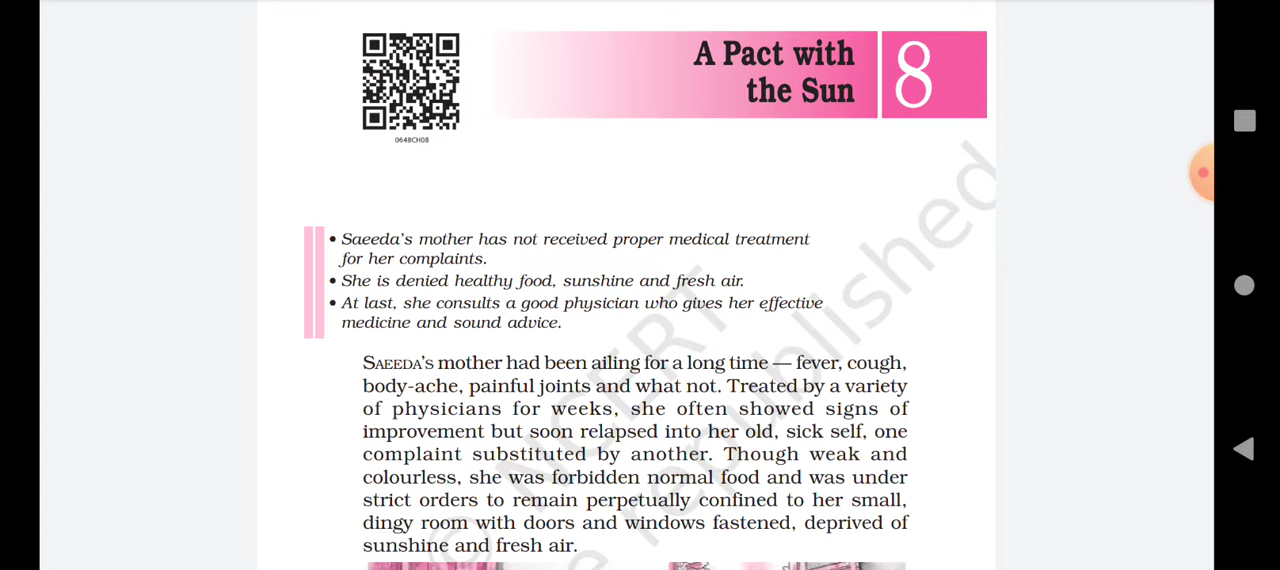 A Pact with
the Sun
8
0648CH08
• Saeeda's mother has not received proper medical treatment
for her complaints.
• She is denied healthy food, sunshine and fresh air.
• At last, she consults a good physician who gives her effective
medicine and sound advice.
SAEEDA'S mother had been ailing for a long time — fever, cough,
body-ache, painful joints and what not. Treated by a variety
of physicians for weeks, she often showed signs of
improvement but soon relapsed into her old, sick self, one
complaint substituted by another. Though weak and
colourless, she was forbidden normal food and was under
strict orders to remain perpetually confined to her small,
dingy room with doors and windows fastened, deprived of
sunshine and fresh air.
© NCERT
republished